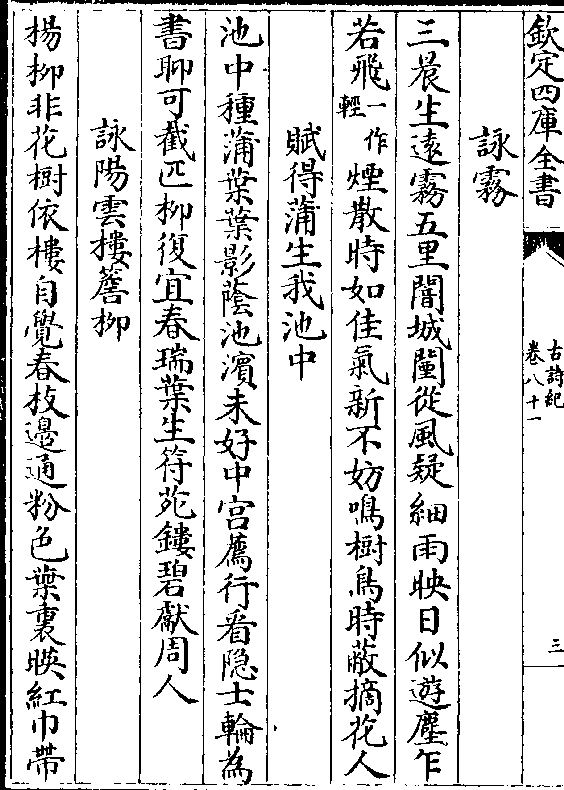 欽定四庫全書
古詩紀
卷八十一
三
詠霧
三晨生遠霧五里闇城闉從風疑細雨映日似遊塵乍
若飛一作輕煙散時如佳氣新不妨鳴樹鳥時蔽摘花人
賦得蒲生我池中
池中種蒲葉葉影蔭池濱未好中宮薦行看隐士輪為
書聊可截匹柳復宜春瑞葉生符苑鏤碧獻周人
詠陽雲樓簷柳
楊柳非花樹依樓自覺春枝邊通粉色葉裏暎紅巾帶